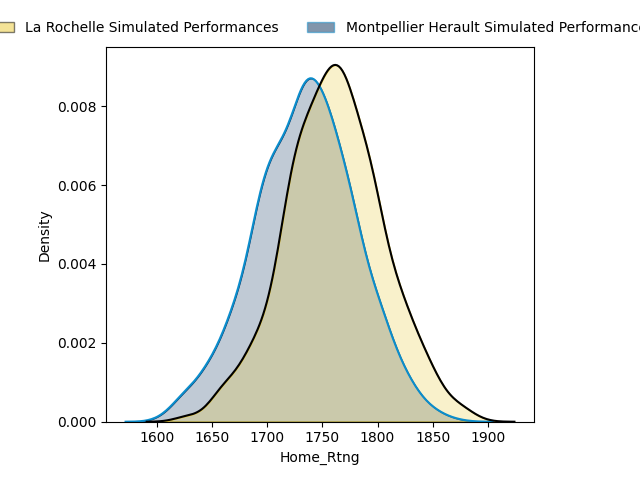 La Rochelle Simulated Performances
Montpellier Herault Simulated Performanc
0.008
0.006
0.004
0.002
0.000
Density
1600 1650 1700 1750 1800 1850 1900
Home_Rtng